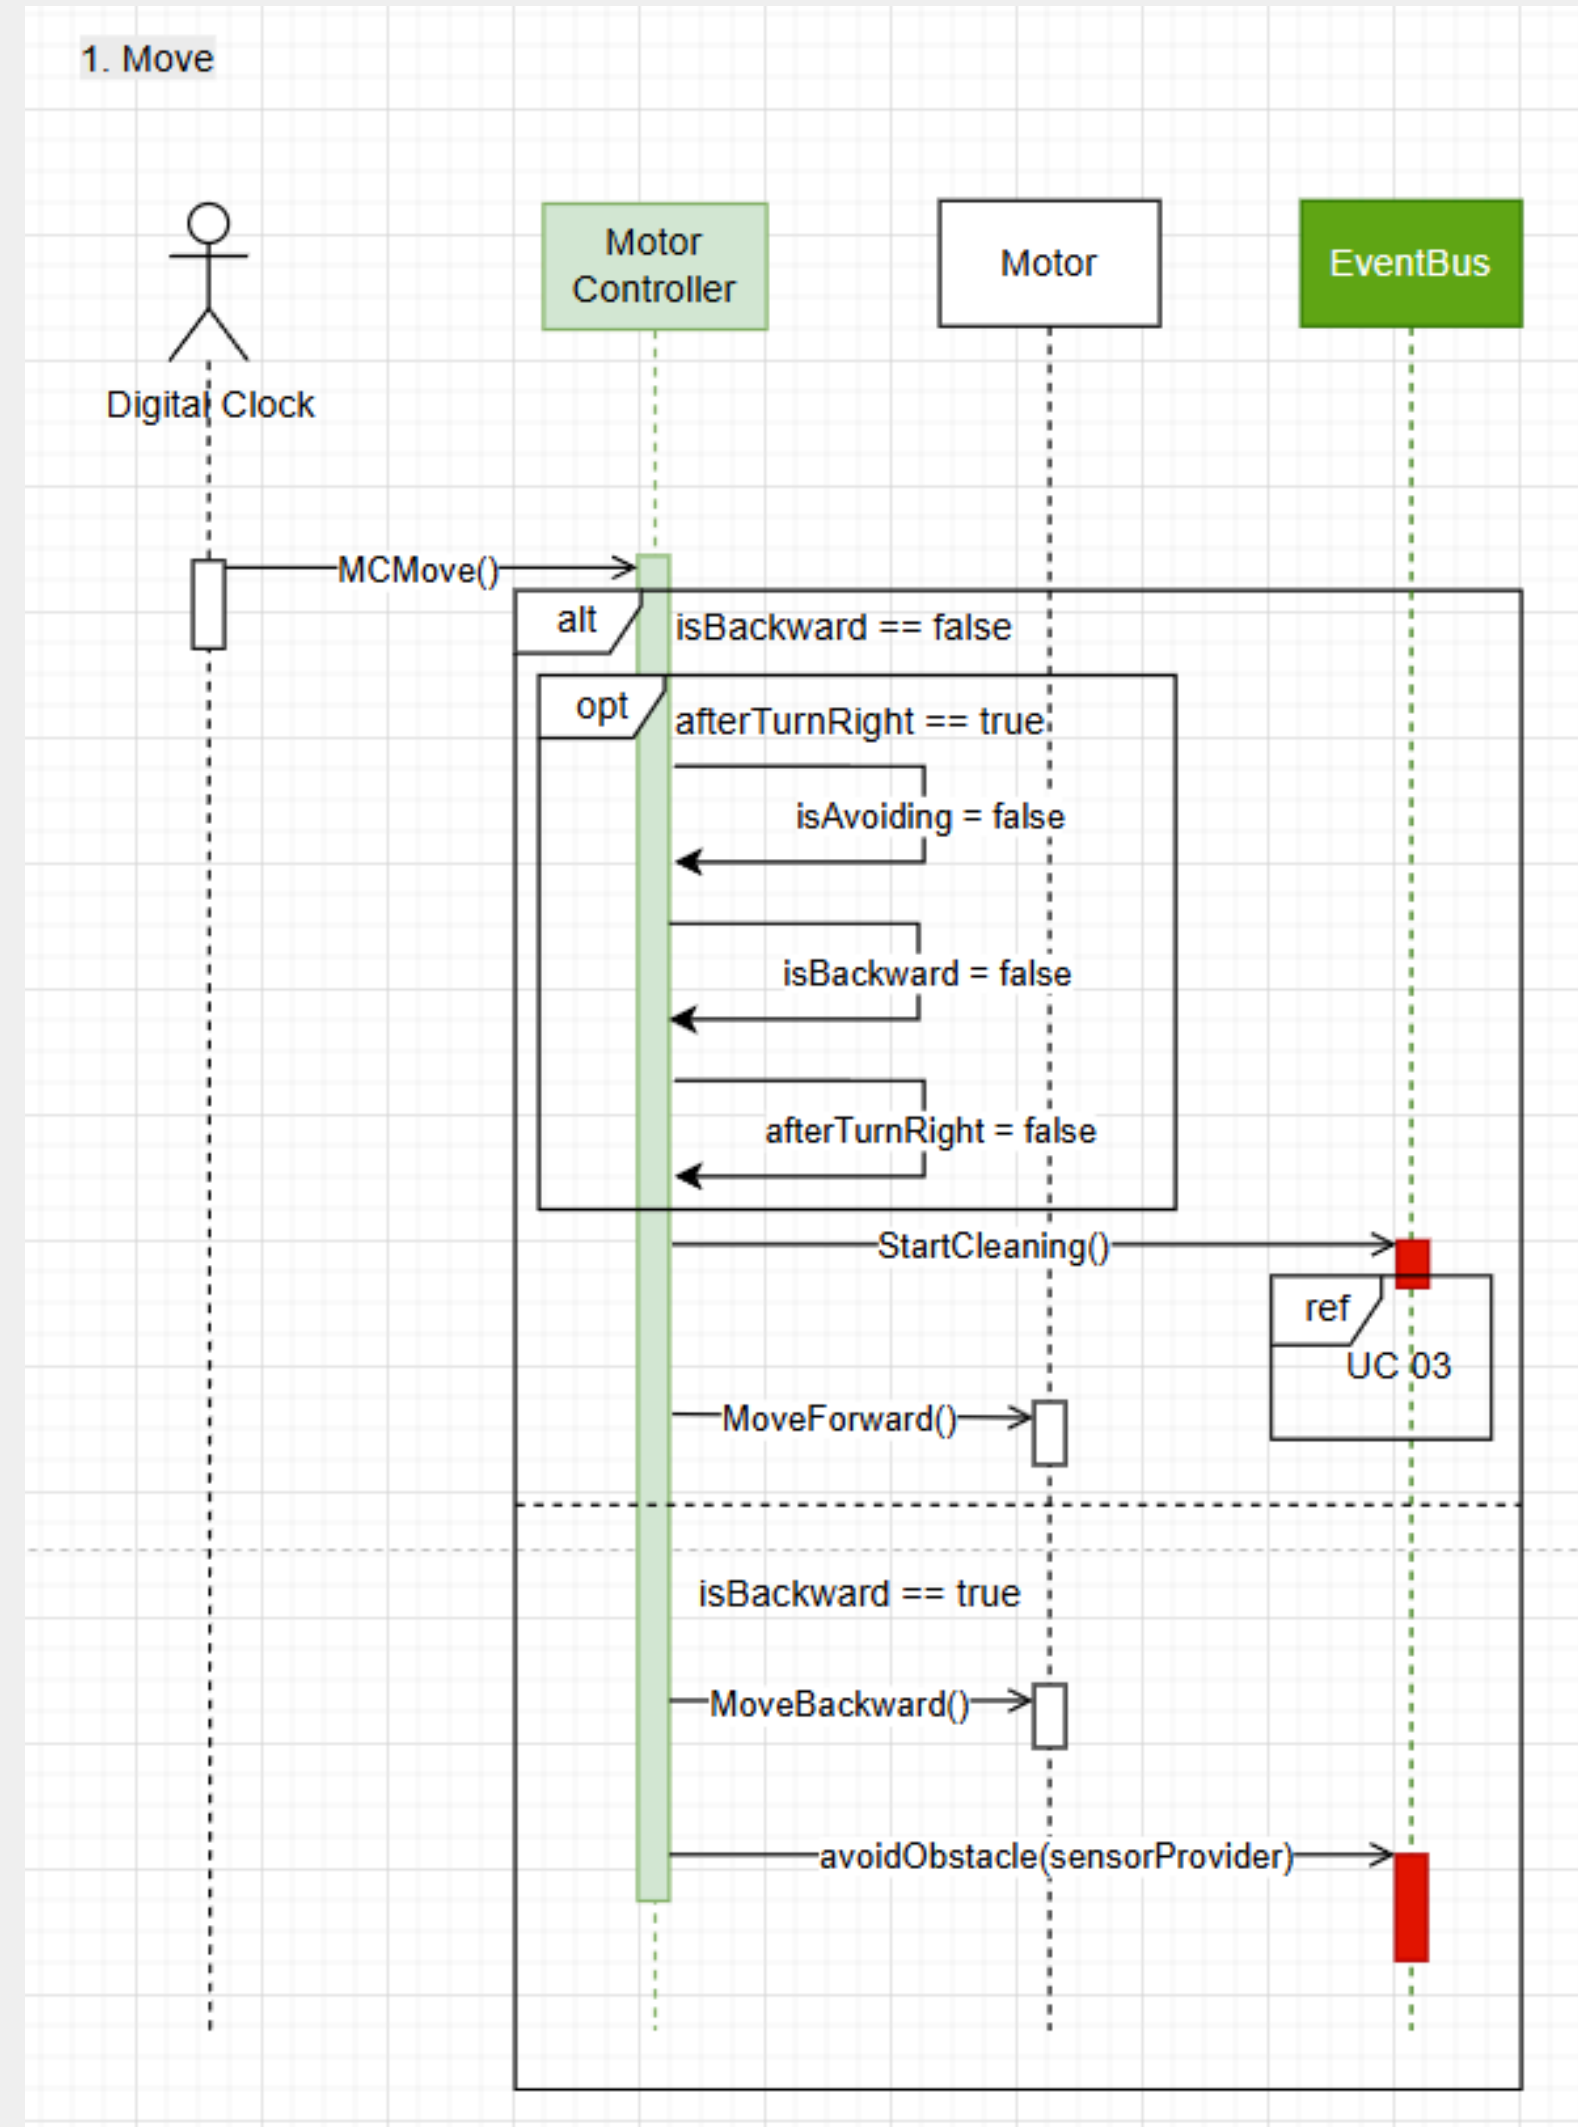 1. Move
Motor
Controller
Motor
EventBus
Digital Clock
MCMove()
alt
isBackward == false
opt
afterTurnRight == true
isAvoiding = false
isBackward = false
afterTurnRight = false
StartCleaning()
ref
UC 03
MoveForward()
isBackward == true
MoveBackward()
avoidObstacle(sensorProvider)